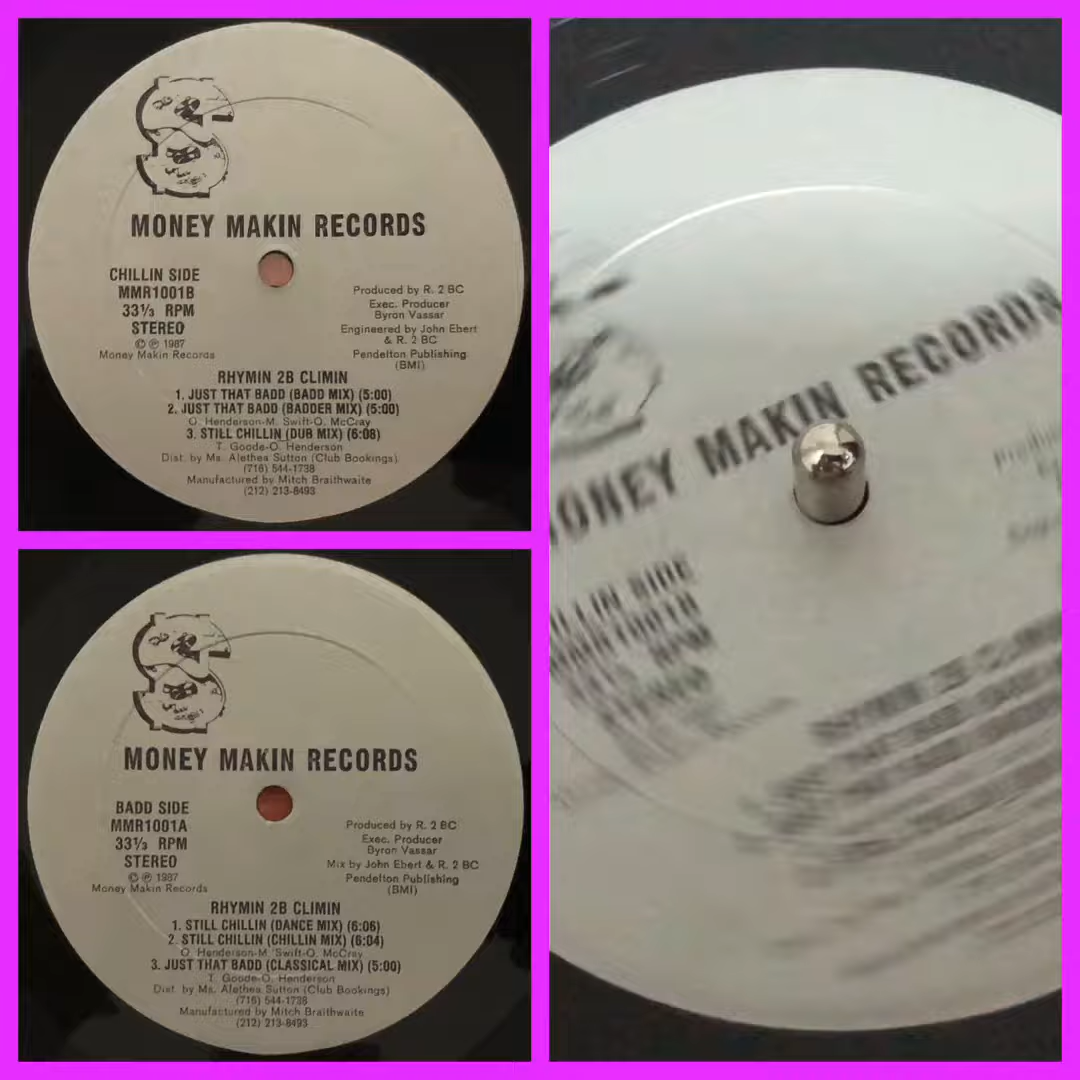 MONEY MAKIN RECORDS
CHILLIN SIDE
MMR1001B
33⅓ RPM
STEREO
© ℗ 1987
Money Makin Records
Produced by R. 2 BC
Exec. Producer
Byron Vassar
Engineered by John Ebert
& R. 2 BC
Pendelton Publishing
(BMI)
RHYMIN 2B CLIMIN
1. JUST THAT BADD (BADD MIX) (5:00)
2. JUST THAT BADD (BADDER MIX) (5:00)
O. Henderson-M. Swift-O. McCray
3. STILL CHILLIN (DUB MIX) (6:08)
T. Goode-O. Henderson
Dist. by Ms. Alethea Sutton (Club Bookings)
(716) 544-1738
Manufactured by Mitch Braithwaite
(212) 213-8493
MONEY MAKIN RECORDS
BADD SIDE
MMR1001A
33⅓ RPM
STEREO
© ℗ 1987
Money Makin Records
Produced by R. 2 BC
Exec. Producer
Byron Vassar
Mix by John Ebert & R. 2 BC
Pendelton Publishing
(BMI)
RHYMIN 2B CLIMIN
1. STILL CHILLIN (DANCE MIX) (6:06)
2. STILL CHILLIN (CHILLIN MIX) (6:04)
O. Henderson-M. Swift-O. McCray
3. JUST THAT BADD (CLASSICAL MIX) (5:00)
T. Goode-O. Henderson
Dist. by Ms. Alethea Sutton (Club Bookings)
(716) 544-1738
Manufactured by Mitch Braithwaite
(212) 213-8493
MONEY MAKIN RECORDS
SIDE